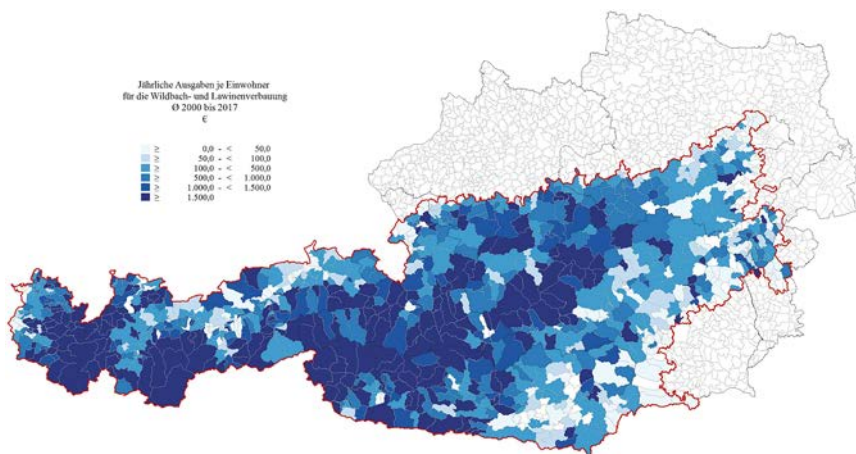 Jährliche Ausgaben je Einwohner
für die Wildbach- und Lawinenverbauung
Ø 2000 bis 2017
€
≥ 0,0 - < 50,0
≥ 50,0 - < 100,0
≥ 100,0 - < 500,0
≥ 500,0 - < 1.000,0
≥ 1.000,0 - < 1.500,0
≥ 1.500,0